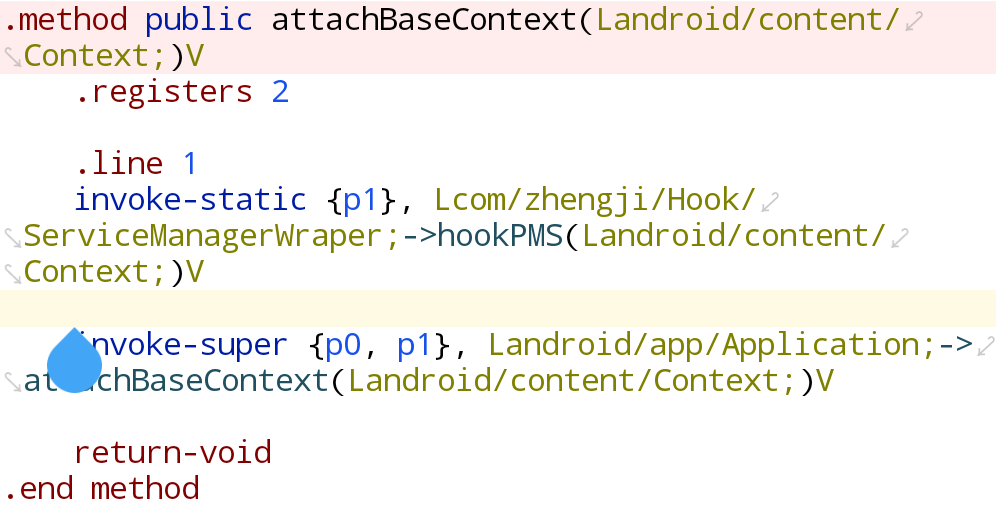 .method public attachBaseContext(Landroid/content/
Context;)V
.registers 2
.line 1
invoke-static {p1}, Lcom/zhengji/Hook/
ServiceManagerWraper;->hookPMS(Landroid/content/
Context;)V
invoke-super {p0, p1}, Landroid/app/Application;->
attachBaseContext(Landroid/content/Context;)V
return-void
.end method